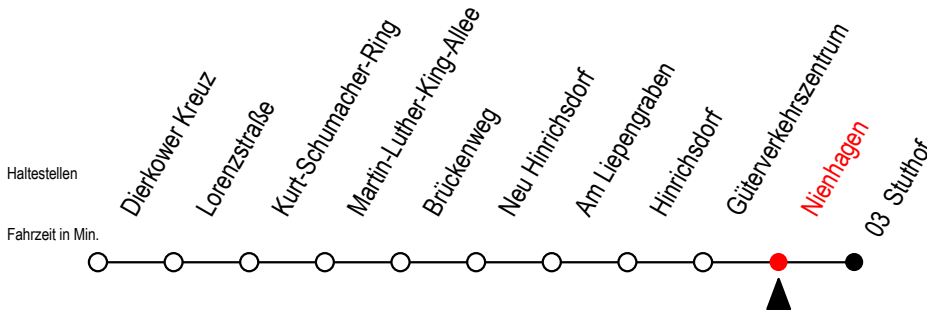 Haltestellen
Dierkower Kreuz
Lorenzstraße
Kurt-Schumacher-Ring
Martin-Luther-King-Allee
Brückenweg
Neu Hinrichsdorf
Am Liepengraben
Hinrichsdorf
Güterverkehrszentrum
Nienhagen
03 Stuthof
Fahrzeit in Min.